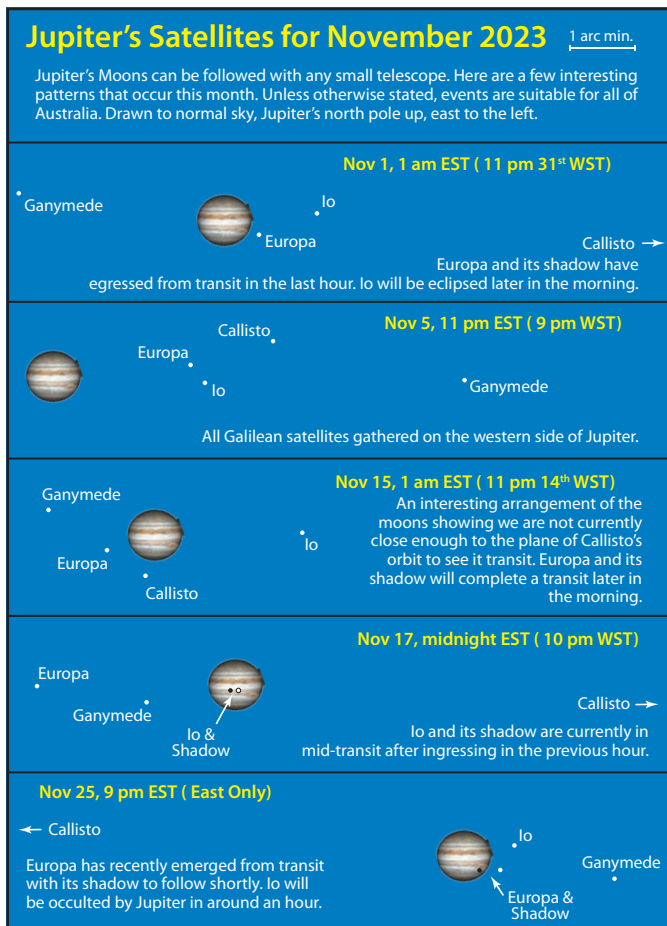 Jupiter’s Satellites for November 2023
1 arc min.
Jupiter’s Moons can be followed with any small telescope. Here are a few interesting
patterns that occur this month. Unless otherwise stated, events are suitable for all of
Australia. Drawn to normal sky, Jupiter’s north pole up, east to the left.
Nov 1, 1 am EST ( 11 pm 31st WST)
Ganymede
Io
Europa
Callisto
Europa and its shadow have
egressed from transit in the last hour. Io will be eclipsed later in the morning.
Nov 5, 11 pm EST ( 9 pm WST)
Callisto
Europa
Io
Ganymede
All Galilean satellites gathered on the western side of Jupiter.
Nov 15, 1 am EST ( 11 pm 14th WST)
Ganymede
Europa
Callisto
Io
An interesting arrangement of the
moons showing we are not currently
close enough to the plane of Callisto’s
orbit to see it transit. Europa and its
shadow will complete a transit later in
the morning.
Nov 17, midnight EST ( 10 pm WST)
Europa
Ganymede
Io &
Shadow
Callisto
Io and its shadow are currently in
mid-transit after ingressing in the previous hour.
Nov 25, 9 pm EST ( East Only)
Callisto
Europa has recently emerged from transit
with its shadow to follow shortly. Io will
be occulted by Jupiter in around an hour.
Io
Ganymede
Europa &
Shadow